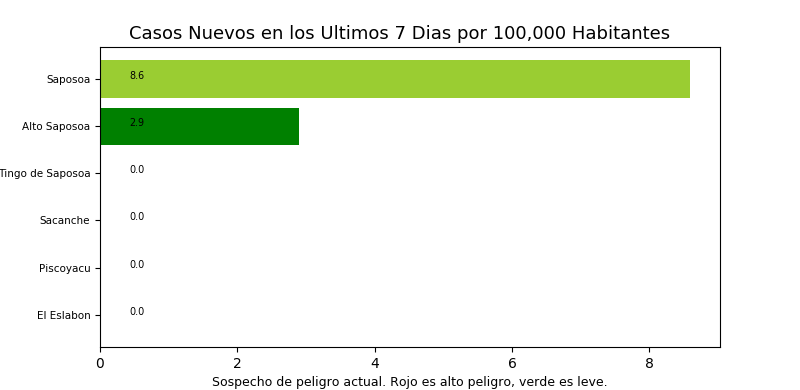 Casos Nuevos en los Ultimos 7 Dias por 100,000 Habitantes
Saposoa 8.6
Alto Saposoa 2.9
Tingo de Saposoa 0.0
Sacanche 0.0
Piscoyacu 0.0
El Eslabon 0.0
0 2 4 6 8
Sospecho de peligro actual. Rojo es alto peligro, verde es leve.